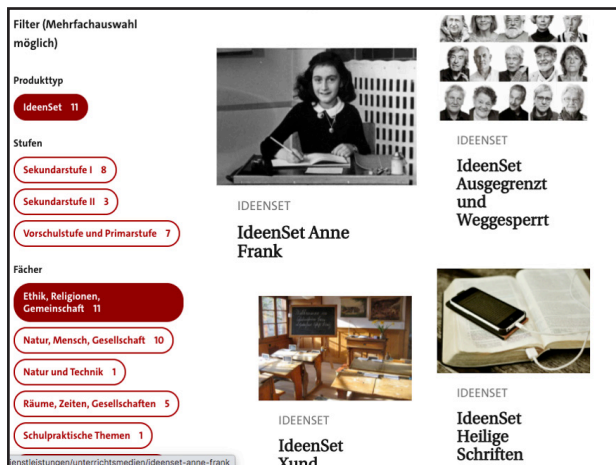 Filter (Mehrfachauswahl
möglich)
Produkttyp
IdeenSet 11
Stufen
Sekundarstufe I 8
Sekundarstufe II 3
Vorschulstufe und Primarstufe 7
Fächer
Ethik, Religionen,
Gemeinschaft 11
Natur, Mensch, Gesellschaft 10
Natur und Technik 1
Räume, Zeiten, Gesellschaften 5
Schulpraktische Themen 1
ienstleistungen/unterrichtsmedien/ideenset-anne-frank
IDEENSET
IdeenSet Anne
Frank
IDEENSET
IdeenSet
Ausgegrenzt
und
Weggesperrt
IDEENSET
IdeenSet
Xund
IDEENSET
IdeenSet
Heilige
Schriften